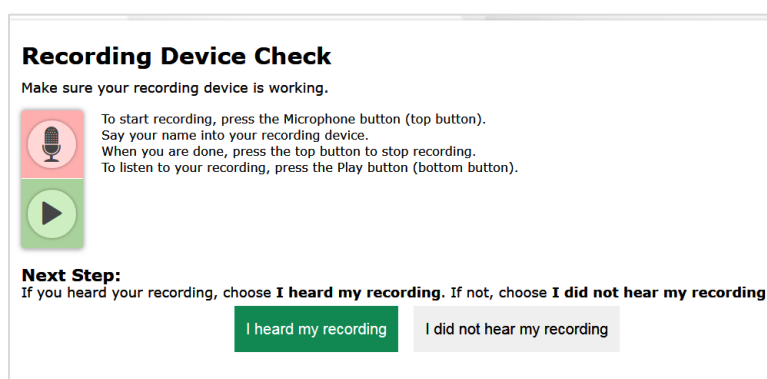 Recording Device Check
Make sure your recording device is working.
To start recording, press the Microphone button (top button).
Say your name into your recording device.
When you are done, press the top button to stop recording.
To listen to your recording, press the Play button (bottom button).
Next Step:
If you heard your recording, choose I heard my recording. If not, choose I did not hear my recording
I heard my recording
I did not hear my recording